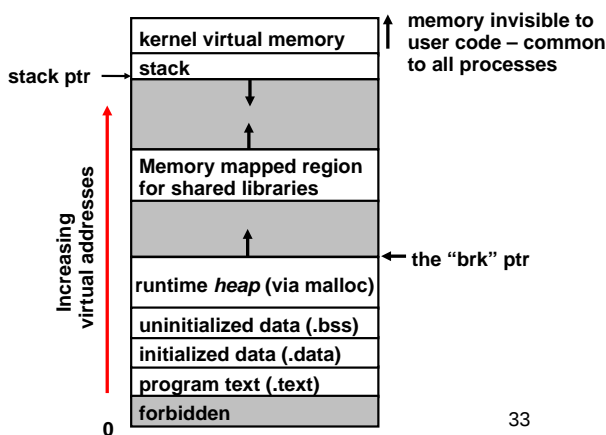 memory invisible to
user code – common
to all processes
kernel virtual memory
stack
stack ptr
Memory mapped region
for shared libraries
Increasing
virtual addresses
the “brk” ptr
runtime heap (via malloc)
uninitialized data (.bss)
initialized data (.data)
program text (.text)
forbidden
0
33